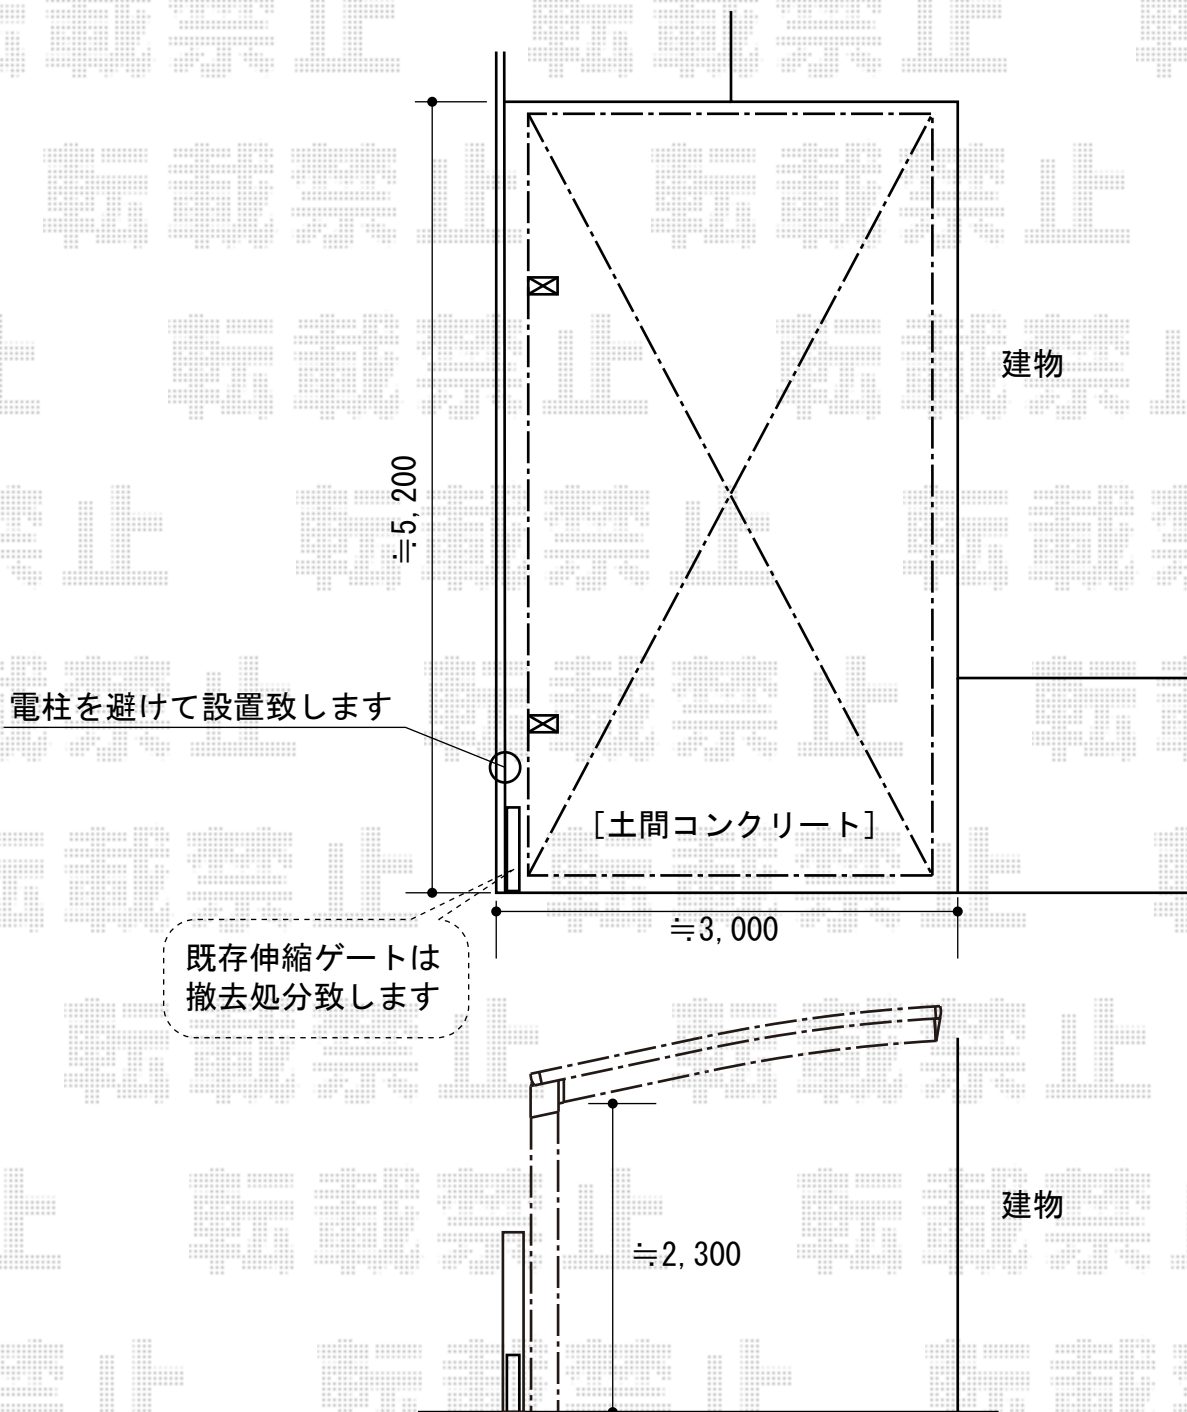 建物
≒5,200
電柱を避けて設置致します
[土間コンクリート]
≒3,000
既存伸縮ゲートは
撤去処分致します
建物
≒2,300
転載禁止